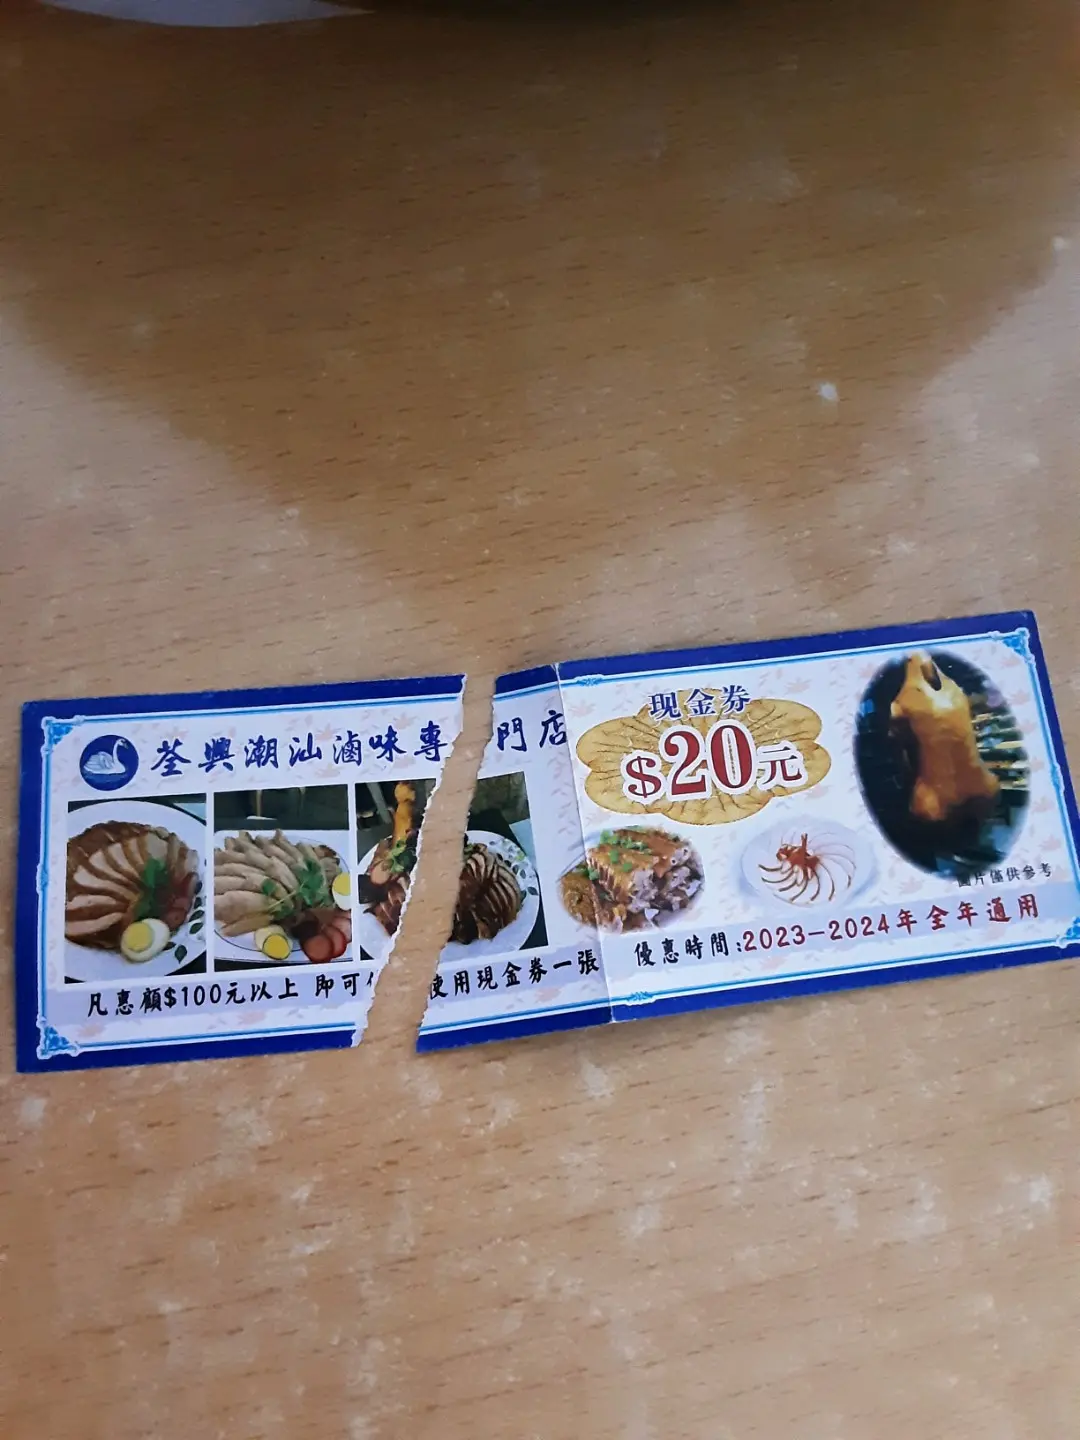 荃興潮汕滷味專門店
现金券
$20元
圖片僅供參考
優惠時間:2023-2024年全年通用
凡惠顧$100元以上 即可使用現金券一張